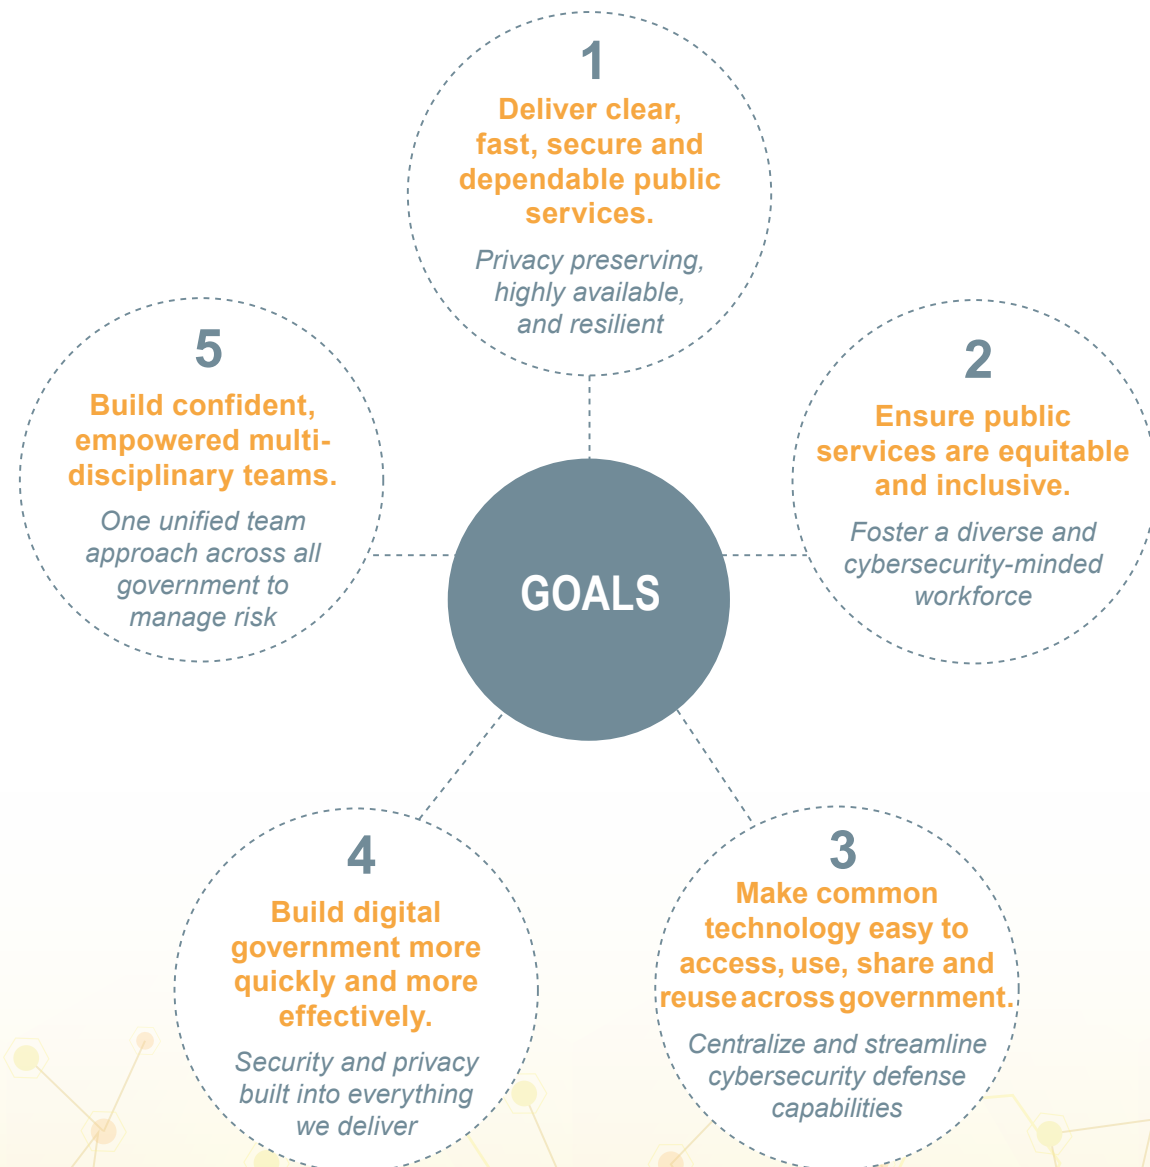 1
Deliver clear,
fast, secure and
dependable public
services.
Privacy preserving,
highly available,
and resilient
2
Ensure public
services are equitable
and inclusive.
Foster a diverse and
cybersecurity-minded
workforce
3
Make common
technology easy to
access, use, share and
reuse across government.
Centralize and streamline
cybersecurity defense
capabilities
4
Build digital
government more
quickly and more
effectively.
Security and privacy
built into everything
we deliver
5
Build confident,
empowered multi-
disciplinary teams.
One unified team
approach across all
government to
manage risk
GOALS